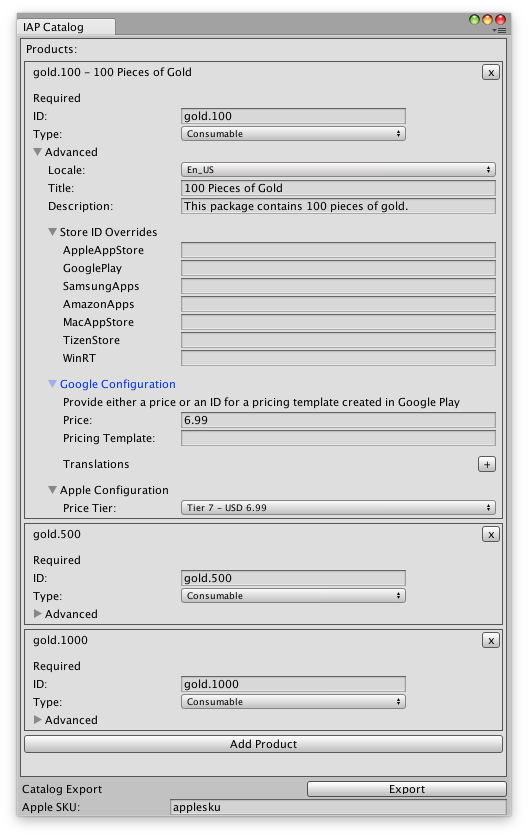 IAP Catalog
Products:
gold.100 - 100 Pieces of Gold x
Required
ID: gold.100
Type: Consumable
Advanced
Locale: En_US
Title: 100 Pieces of Gold
Description: This package contains 100 pieces of gold.
Store ID Overrides
AppleAppStore
GooglePlay
SamsungApps
AmazonApps
MacAppStore
TizenStore
WinRT
Google Configuration
Provide either a price or an ID for a pricing template created in Google Play
Price: 6.99
Pricing Template:
Translations +
Apple Configuration
Price Tier: Tier 7 - USD 6.99
gold.500 x
Required
ID: gold.500
Type: Consumable
Advanced
gold.1000 x
Required
ID: gold.1000
Type: Consumable
Advanced
Add Product
Catalog Export Export
Apple SKU: applesku